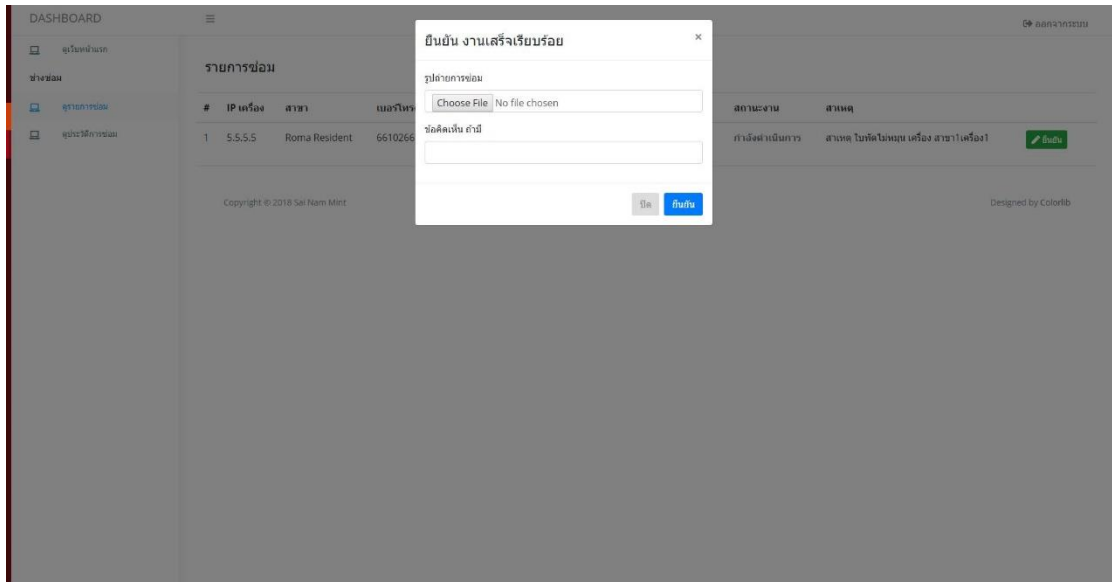 DASHBOARD
ออกจากระบบ
ดูเว็บหน้าแรก
ช่างซ่อม
ดูรายการซ่อม
ดูประวัติการซ่อม
รายการซ่อม
# IP เครื่อง สาขา เบอร์โทร สถานะงาน สาเหตุ
1 5.5.5.5 Roma Resident 6610266 กำลังดำเนินการ สาเหตุ ใบพัดไม่หมุน เครื่อง สาขา1เครื่อง1 ยืนยัน
ยืนยัน งานเสร็จเรียบร้อย ×
รูปถ่ายการซ่อม
Choose File No file chosen
ข้อคิดเห็น ถ้ามี
ปิด ยืนยัน
Copyright © 2018 Sai Nam Mint
Designed by Colorlib